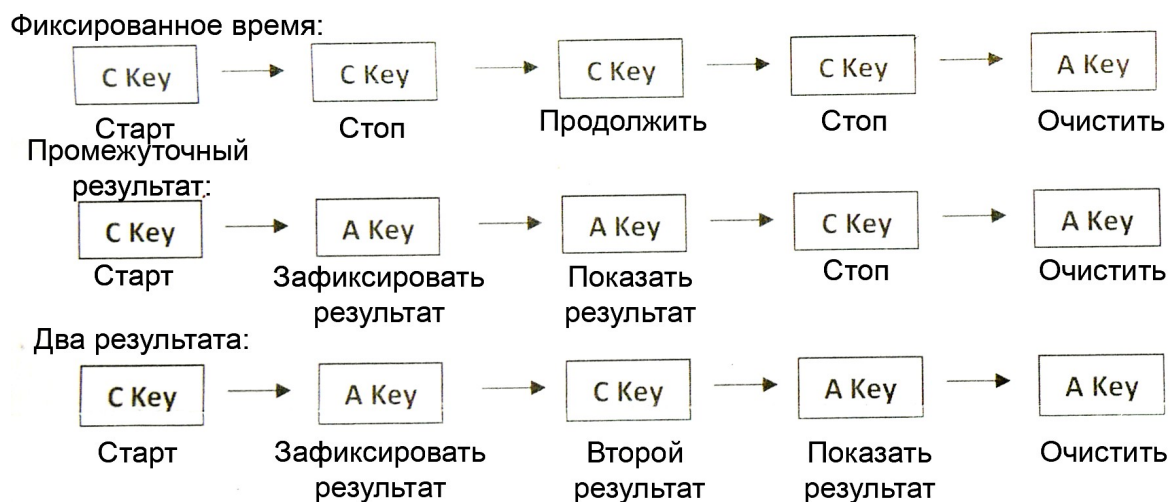 Фиксированное время:
C Key C Key C Key C Key A Key
Старт Стоп Продолжить Стоп Очистить
Промежуточный
результат:
C Key A Key A Key C Key A Key
Старт Зафиксировать Показать Стоп Очистить
результат результат
Два результата:
C Key A Key C Key A Key A Key
Старт Зафиксировать Второй Показать Очистить
результат результат результат